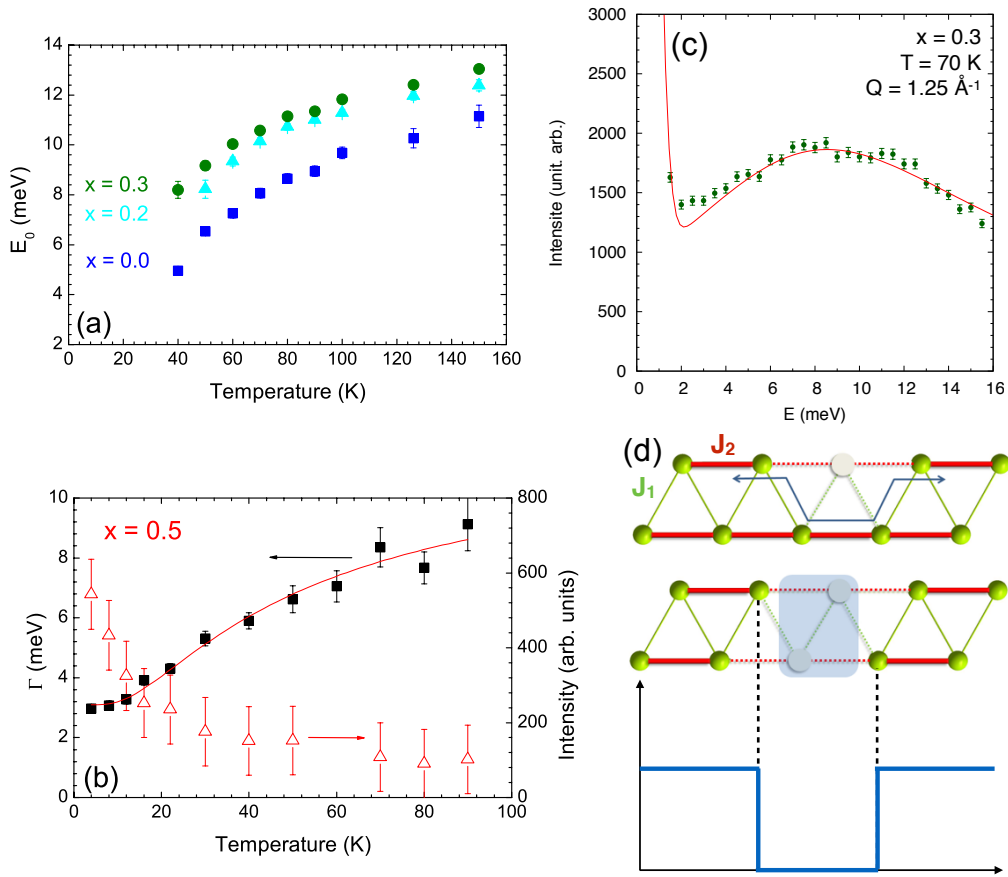 (a)
E₀ (meV)
14
12
10
8
6
4
2
x = 0.3
x = 0.2
x = 0.0
0 20 40 60 80 100 120 140 160
Temperature (K)
(b)
x = 0.5
Γ (meV)
10
8
6
4
2
0
800
600
400
200
0
Intensity (arb. units)
0 20 40 60 80 100
Temperature (K)
(c)
x = 0.3
T = 70 K
Q = 1.25 Å⁻¹
Intensite (unit. arb.)
3000
2500
2000
1500
1000
500
0
0 2 4 6 8 10 12 14 16
E (meV)
(d)
J₂
J₁